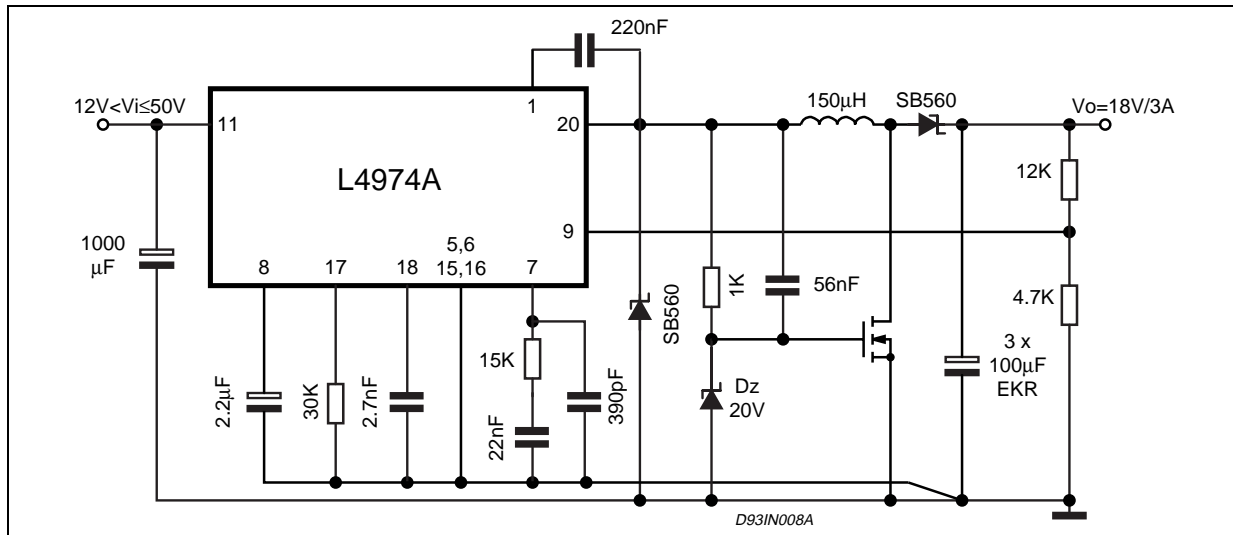 220nF
12V<Vi≤50V
11
1
20
150µH
SB560
Vo=18V/3A
L4974A
12K
9
1000
µF
5,6
8
17
18
15,16
7
1K
56nF
4.7K
SB560
2.2µF
30K
2.7nF
15K
22nF
390pF
Dz
20V
3 x
100µF
EKR
D93IN008A